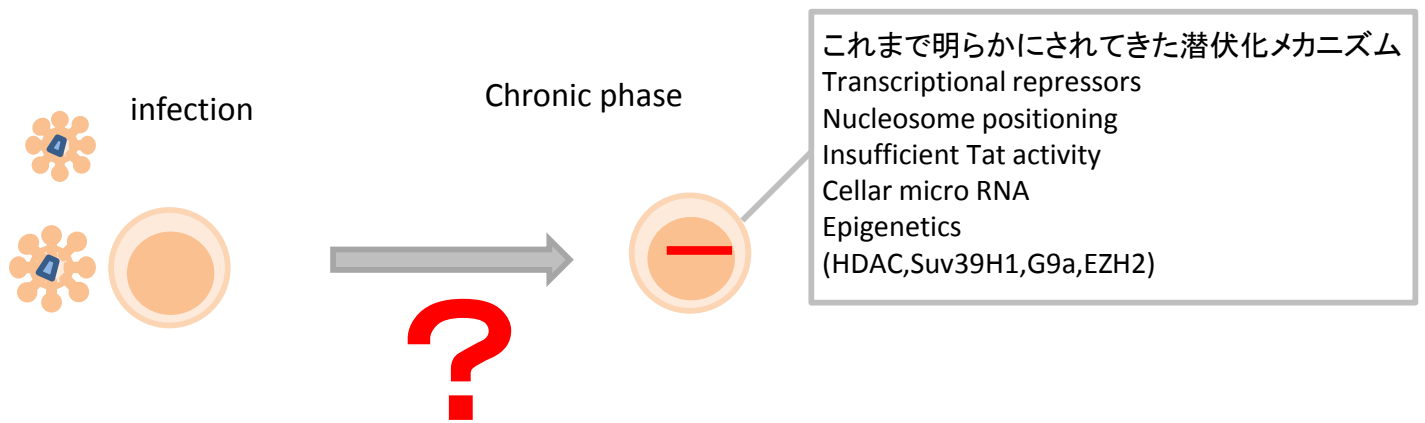 infection
Chronic phase
?
これまで明らかにされてきた潜伏化メカニズム
Transcriptional repressors
Nucleosome positioning
Insufficient Tat activity
Cellar micro RNA
Epigenetics
(HDAC,Suv39H1,G9a,EZH2)